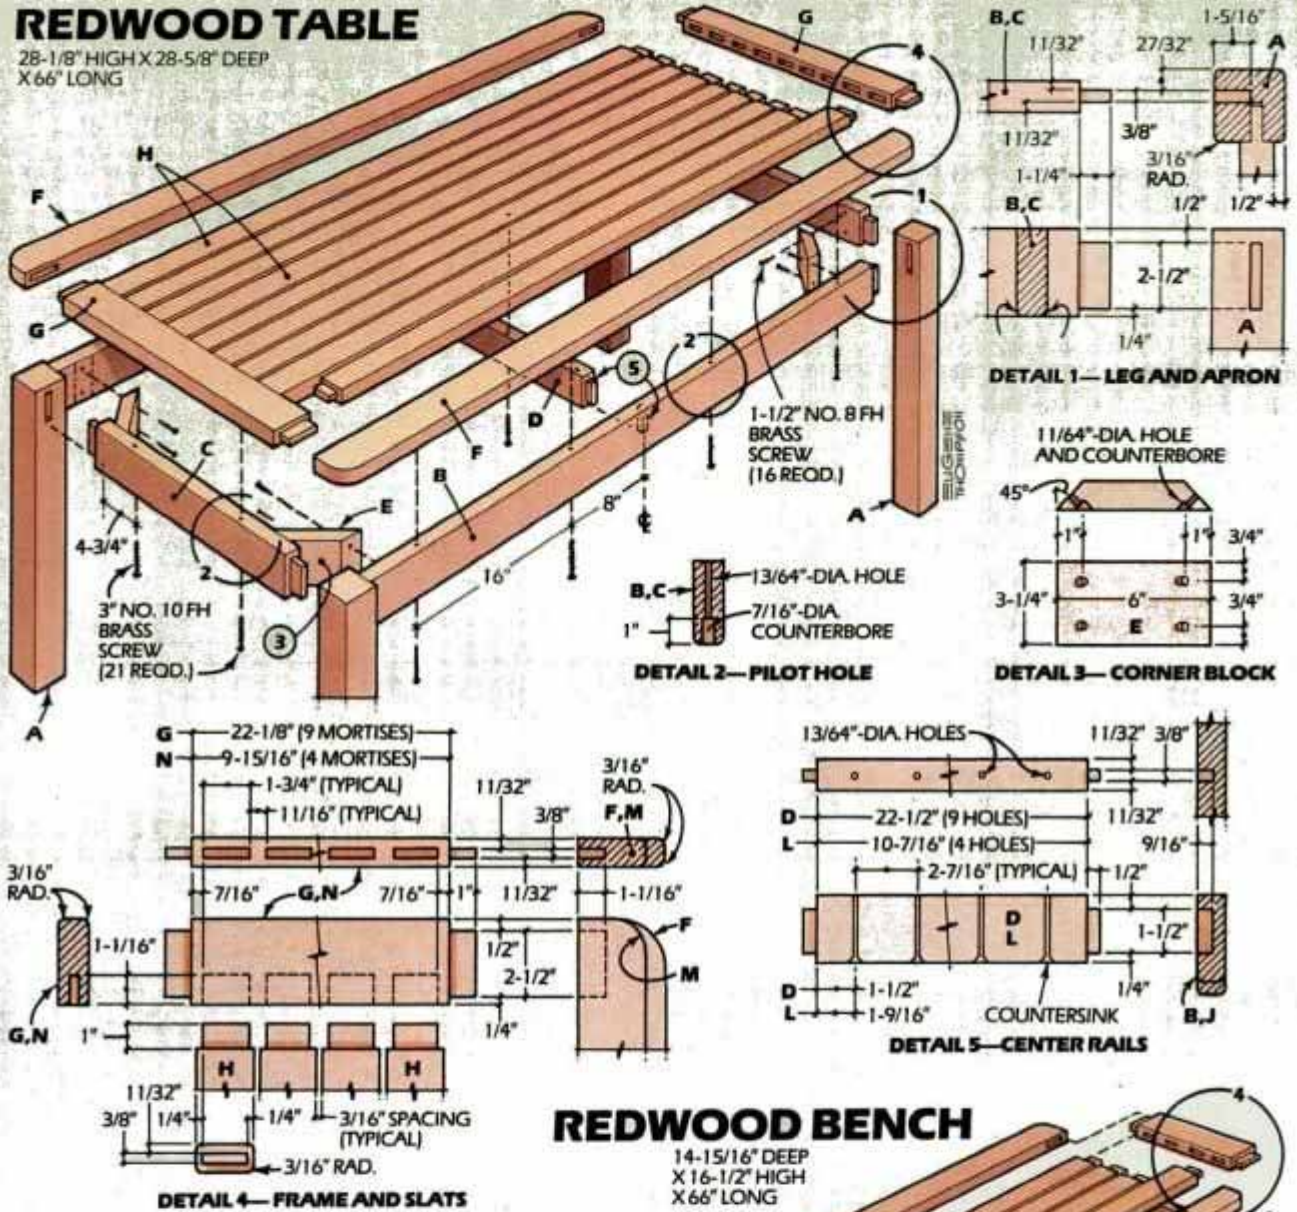 REDWOOD TABLE
28-1/8" HIGH X 28-5/8" DEEP
X 66" LONG
G
4
H
F
1
G
5
2
D
F
B
C
E
8"
16"
4-3/4"
2
3
A
A
3" NO. 10 FH
BRASS
SCREW
(21 REQD.)
1-1/2" NO. 8 FH
BRASS
SCREW
(16 REQD.)
EUGENE
THOMPSON
B,C
11/32"
27/32"
1-5/16"
A
11/32"
3/8"
3/16"
RAD.
1-1/4"
B,C
1/2"
1/2"
2-1/2"
1/4"
A
DETAIL 1—LEG AND APRON
B,C
13/64"-DIA. HOLE
7/16"-DIA.
COUNTERBORE
1"
DETAIL 2—PILOT HOLE
11/64"-DIA. HOLE
AND COUNTERBORE
45°
1"
1"
3/4"
3-1/4"
6"
3/4"
E
DETAIL 3—CORNER BLOCK
G 22-1/8" (9 MORTISES)
N 9-15/16" (4 MORTISES)
1-3/4" (TYPICAL)
11/16" (TYPICAL)
11/32"
3/8"
3/16"
RAD.
F,M
3/16"
RAD.
7/16"
G,N
7/16"
1"
11/32"
1-1/16"
1-1/16"
1/2"
2-1/2"
F
M
G,N
1"
1/4"
H
H
11/32"
3/8"
1/4"
1/4"
3/16" SPACING
(TYPICAL)
3/16" RAD.
DETAIL 4—FRAME AND SLATS
13/64"-DIA. HOLES
11/32"
3/8"
D 22-1/2" (9 HOLES)
L 10-7/16" (4 HOLES)
11/32"
9/16"
2-7/16" (TYPICAL)
1/2"
D
L
1-1/2"
D 1-1/2"
L 1-9/16"
COUNTERSINK
1/4"
B,J
DETAIL 5—CENTER RAILS
REDWOOD BENCH
14-15/16" DEEP
X 16-1/2" HIGH
X 66" LONG
4